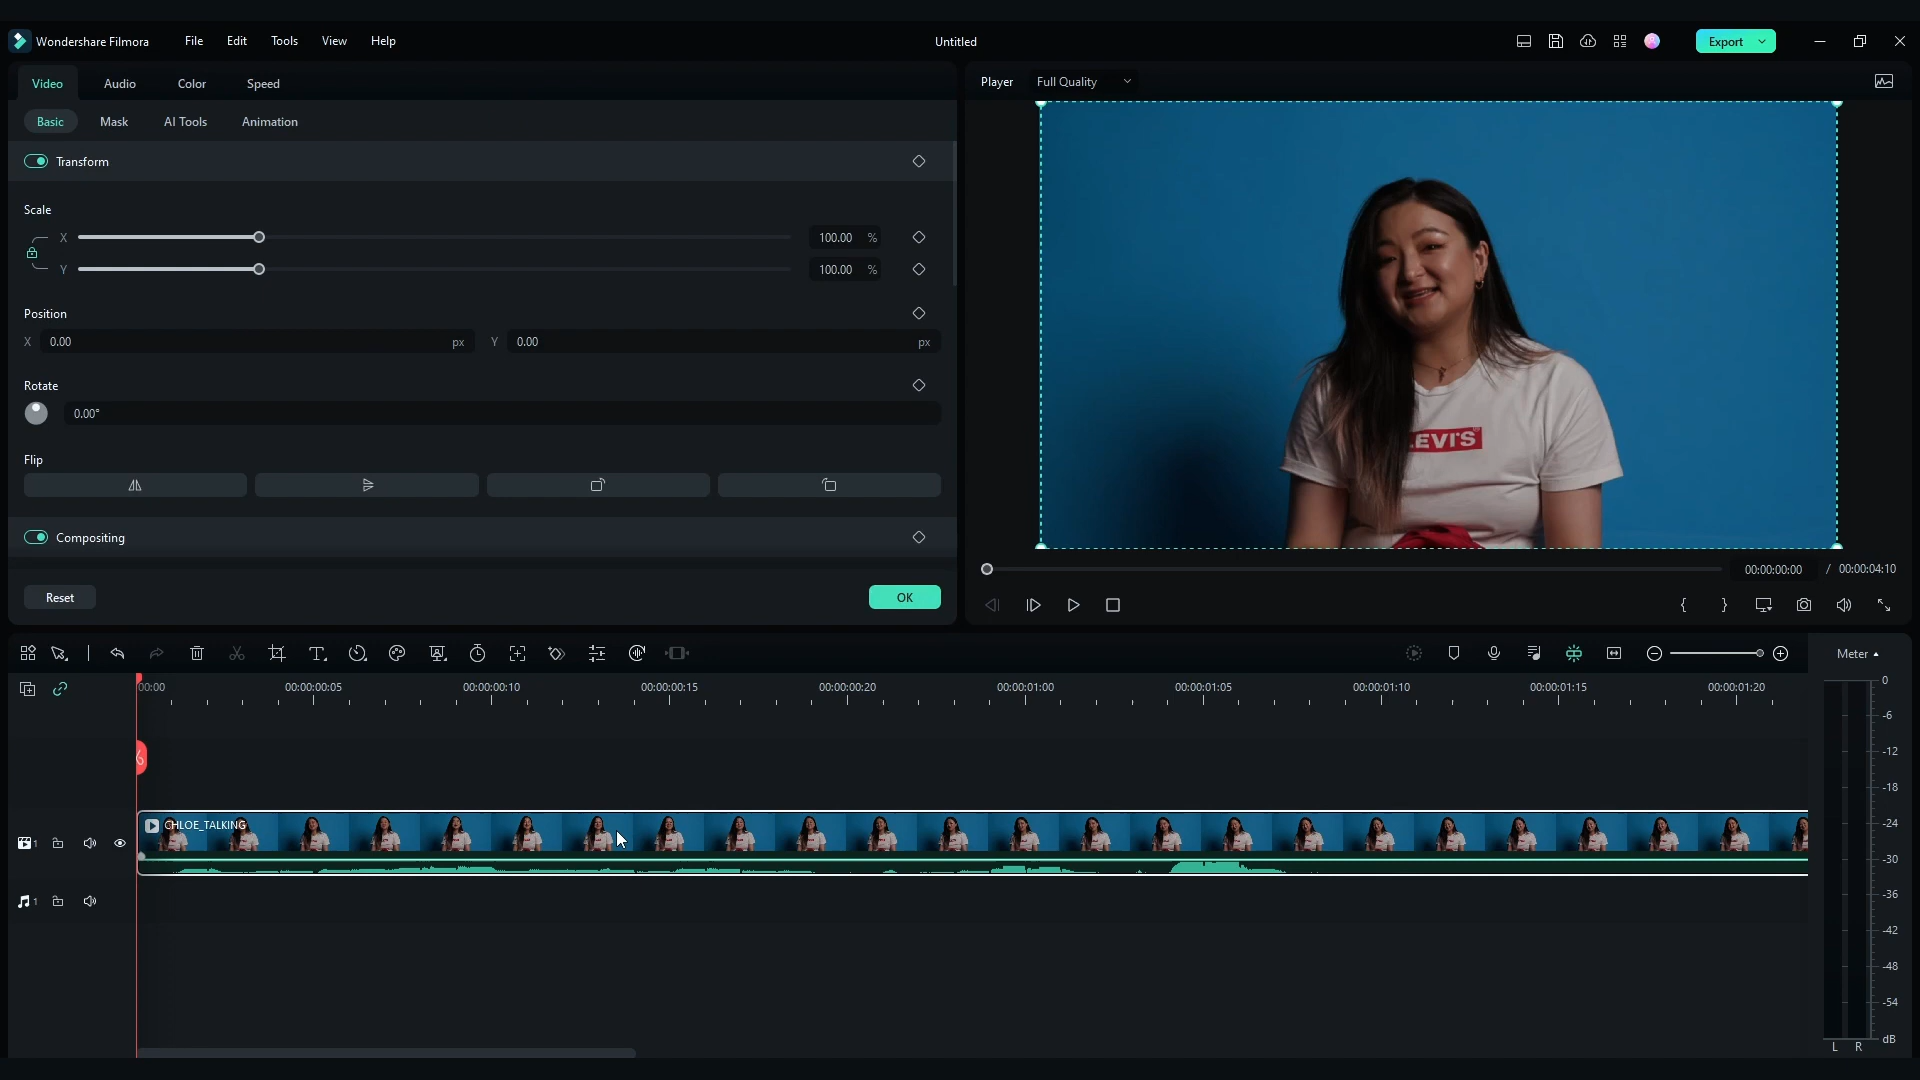 Wondershare Filmora File Edit Tools View Help Untitled Export
Video Audio Color Speed
Player Full Quality
Basic Mask AI Tools Animation
Transform
Scale
X 100.00 %
Y 100.00 %
Position
X 0.00 px Y 0.00 px
Rotate
0.00°
Flip
Compositing
Reset OK
LEVI'S
00:00:00:00 / 00:00:04:10
Meter
00:00 00:00:00:05 00:00:00:10 00:00:00:15 00:00:00:20 00:00:01:00 00:00:01:05 00:00:01:10 00:00:01:15 00:00:01:20
CHLOE_TALKING
1
1
0
-6
-12
-18
-24
-30
-36
-42
-48
-54
dB
L R